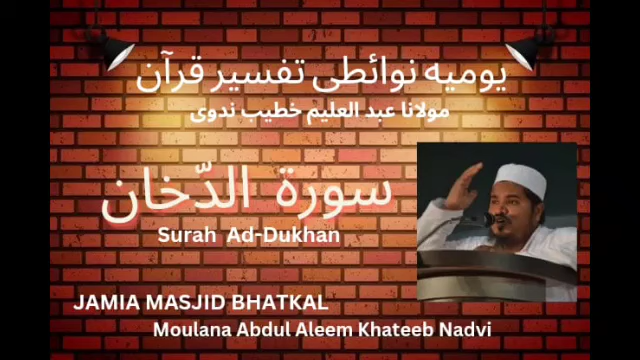 یومیہ نوائطی تفسیر قرآن
مولانا عبد العلیم خطیب ندوی
سورة الدّخان
Surah Ad-Dukhan
JAMIA MASJID BHATKAL
Moulana Abdul Aleem Khateeb Nadvi